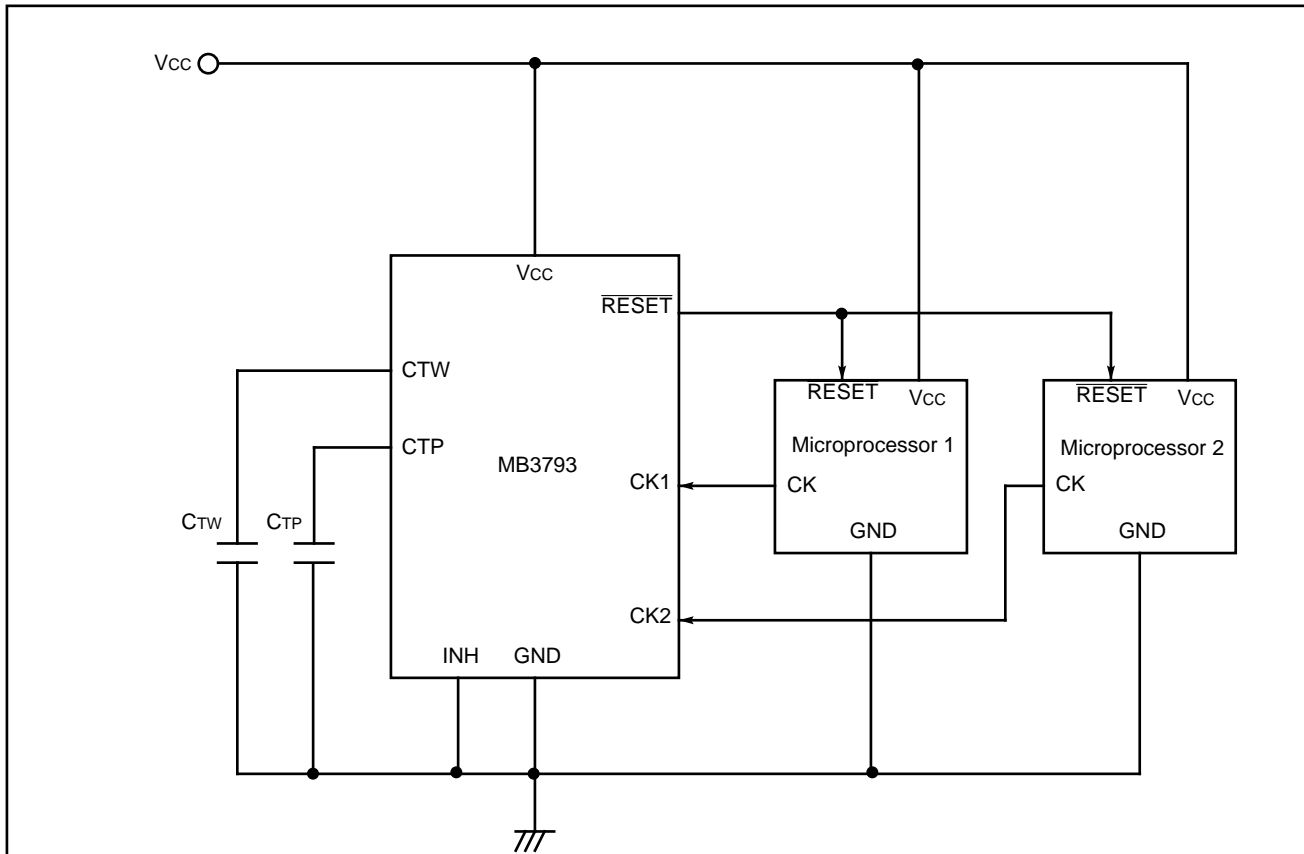 VCC
VCC
RESET
CTW
CTP
MB3793
CK1
CK2
INH GND
CTW CTP
RESET VCC
Microprocessor 1
CK
GND
RESET VCC
Microprocessor 2
CK
GND